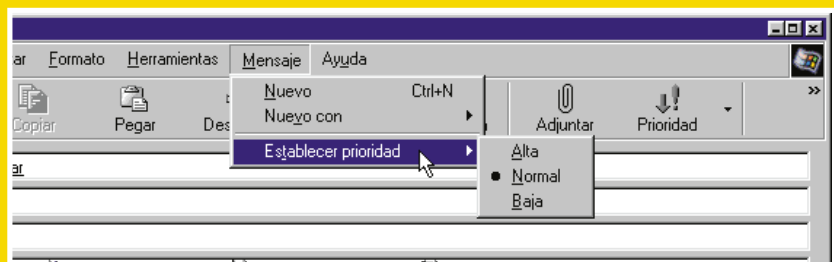 ar Formato Herramientas Mensaje Ayuda
Nuevo Ctrl+N
Nuevo con
Copiar Pegar Des Adjuntar Prioridad »
Establecer prioridad
Alta
Normal
Baja
ar